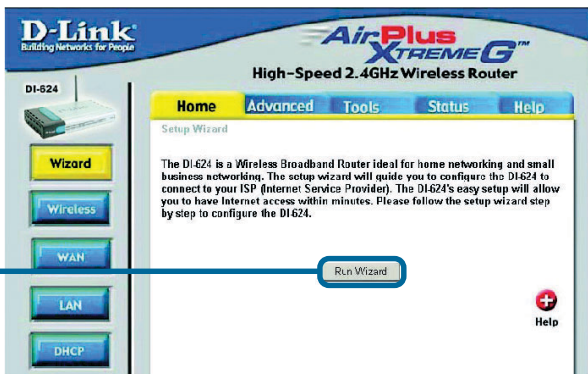 D-Link
Building Networks for People
AirPlus
XTREME G™
High-Speed 2.4GHz Wireless Router
DI-624
Home Advanced Tools Status Help
Setup Wizard
The DI-624 is a Wireless Broadband Router ideal for home networking and small
business networking. The setup wizard will guide you to configure the DI-624 to
connect to your ISP (Internet Service Provider). The DI-624's easy setup will allow
you to have Internet access within minutes. Please follow the setup wizard step
by step to configure the DI-624.
Run Wizard
Help
Wizard
Wireless
WAN
LAN
DHCP